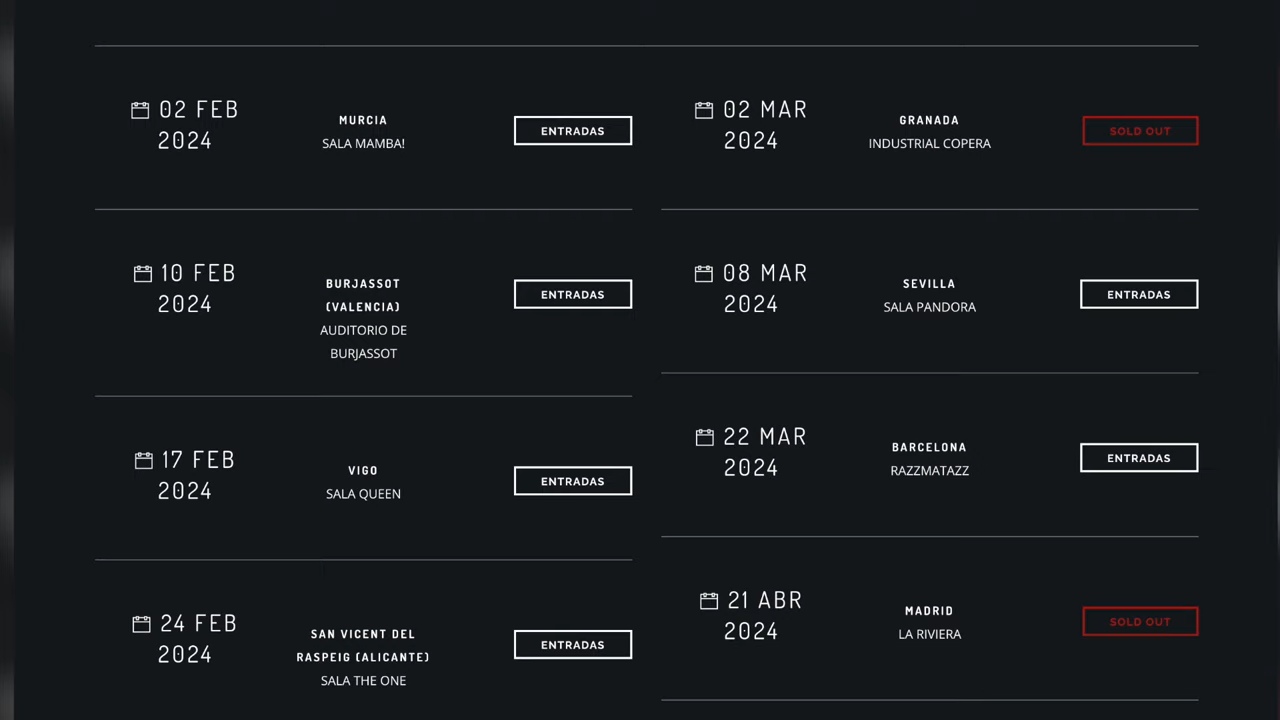 02 FEB
2024
MURCIA
SALA MAMBA!
ENTRADAS
10 FEB
2024
BURJASSOT
(VALENCIA)
AUDITORIO DE
BURJASSOT
ENTRADAS
17 FEB
2024
VIGO
SALA QUEEN
ENTRADAS
24 FEB
2024
SAN VICENT DEL
RASPEIG (ALICANTE)
SALA THE ONE
ENTRADAS
02 MAR
2024
GRANADA
INDUSTRIAL COPERA
SOLD OUT
08 MAR
2024
SEVILLA
SALA PANDORA
ENTRADAS
22 MAR
2024
BARCELONA
RAZZMATAZZ
ENTRADAS
21 ABR
2024
MADRID
LA RIVIERA
SOLD OUT